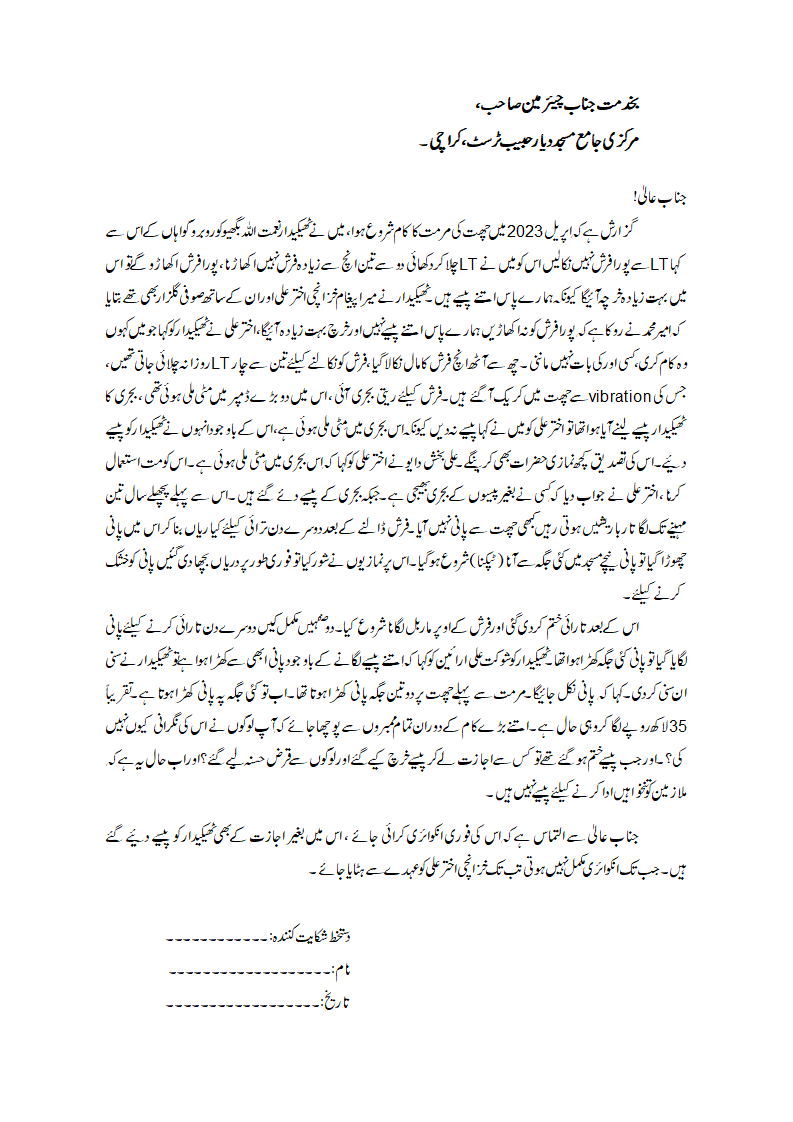 بخدمت جناب چیئرمین صاحب،
مرکزی جامع مسجد دیار حبیب ٹرسٹ، کراچی ۔
جناب عالیٰ!
گزارش ہے کہ اپریل 2023 میں چھت کی مرمت کا کام شروع ہوا، میں نے ٹھیکیدار نعمت اللہ بگھیو کو روبرو گواہاں کے اس سے
کہا LT سے پورا فرش نہیں نکالیں اس کو میں نے LT چلا کر دکھائی دو سے تین انچ سے زیادہ فرش نہیں اکھاڑنا، پورا فرش اکھاڑو گے تو اس
میں بہت زیادہ خرچہ آئیگا کیونکہ ہمارے پاس اتنے پیسے ہیں ۔ ٹھیکیدار نے میرا پیغام خزانچی اختر علی اور ان کے ساتھ صوفی گلزار بھی تھے بتایا
کہ امیر محمد نے روکا ہے کہ پورا فرش کو نہ اکھاڑیں ہمارے پاس اتنے پیسے نہیں اور خرچ بہت زیادہ آئیگا، اختر علی نے ٹھیکیدار کو کہا جو میں کہوں
وہ کام کری، کسی اور کی بات نہیں ماننی ۔ چھ سے آٹھ انچ فرش کا مال نکالا گیا، فرش کو نکالنے کیلئے تین سے چار LT روزانہ چلائی جاتی تھیں،
جس کی vibration سے چھت میں کریک آگئے ہیں۔ فرش کیلئے ریتی بجری آئی ، اس میں دو بڑے ڈمپر میں مٹی ملی ہوئی تھی ، بجری کا
ٹھیکیدار پیسے لینے آیا ہوا تھا تو اختر علی کو میں نے کہا پیسے نہ دیں کیونکہ اس بجری میں مٹی ملی ہوئی ہے، اس کے باوجود انہوں نے ٹھیکیدار کو پیسے
دیئے۔ اس کی تصدیق کچھ نمازی حضرات بھی کرینگے ۔ علی بخش دایو نے اختر علی کو کہا کہ اس بجری میں مٹی ملی ہوئی ہے ۔ اس کو مت استعمال
کرنا ، اختر علی نے جواب دیا کہ کسی نے بغیر پیسوں کے بجری بھیجی ہے۔ جبکہ بجری کے پیسے دئے گئے ہیں ۔ اس سے پہلے پچھلے سال تین
مہینے تک لگاتار بارشیں ہوتی رہیں کبھی چھت سے پانی نہیں آیا ۔ فرش ڈالنے کے بعد دوسرے دن ترائی کیلئے کیاریاں بنا کر اس میں پانی
چھوڑا گیا تو پانی نیچے مسجد میں کئی جگہ سے آنا (ٹپکنا) شروع ہوگیا ۔ اس پر نمازیوں نے شور کیا تو فوری طور پر دریاں بچھا دی گئیں پانی کو خشک
کرنے کیلئے ۔
اس کے بعد تارائی ختم کردی گئی اور فرش کے اوپر ماربل لگانا شروع کیا ۔ دو صفیں مکمل کیں دوسرے دن تارائی کرنے کیلئے پانی
لگایا گیا تو پانی کئی جگہ کھڑا ہوا تھا۔ ٹھیکیدار کو شوکت علی ارائین کو کہا کہ اتنے پیسے لگانے کے باوجود پانی ابھی سے کھڑا ہوا ہے تو ٹھیکیدار نے سنی
ان سنی کردی ۔ کہا کہ پانی نکل جائیگا۔ مرمت سے پہلے چھت پر دو تین جگہ پانی کھڑا ہوتا تھا۔ اب تو کئی جگہ پہ پانی کھڑا ہوتا ہے۔ تقریباً
35 لاکھ روپے لگا کر وہی حال ہے ۔ اتنے بڑے کام کے دوران تمام ممبروں سے پوچھا جائے کہ آپ لوگوں نے اس کی نگرانی کیوں نہیں
کی؟ ۔ اور جب پیسے ختم ہو گئے تھے تو کس سے اجازت لے کر پیسے خرچ کیے گئے اور لوگوں سے قرض حسنہ لیے گئے؟ اور اب حال یہ ہے کہ
ملازمین کو تنخواہیں ادا کرنے کیلئے پیسے نہیں ہیں ۔
جناب عالیٰ سے التماس ہے کہ اس کی فوری انکوائری کرائی جائے ، اس میں بغیر اجازت کے بھی ٹھیکیدار کو پیسے دیئے گئے
ہیں ۔ جب تک انکوائری مکمل نہیں ہوتی تب تک خزانچی اختر علی کو عہدے سے ہٹایا جائے ۔
دستخط شکایت کنندہ: ۔۔۔۔۔۔۔۔۔۔۔۔
نام: ۔۔۔۔۔۔۔۔۔۔۔۔۔۔۔۔۔۔۔
تاریخ: ۔۔۔۔۔۔۔۔۔۔۔۔۔۔۔۔۔۔